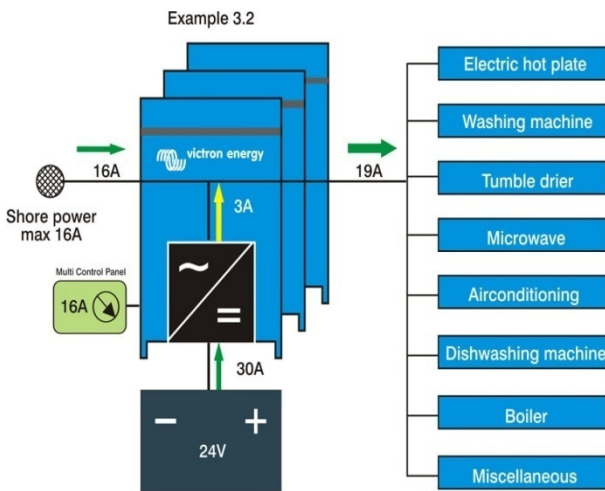 Example 3.2
victron energy
16A
19A
3A
Shore power
max 16A
Multi Control Panel
16A
30A
24V
Electric hot plate
Washing machine
Tumble drier
Microwave
Airconditioning
Dishwashing machine
Boiler
Miscellaneous